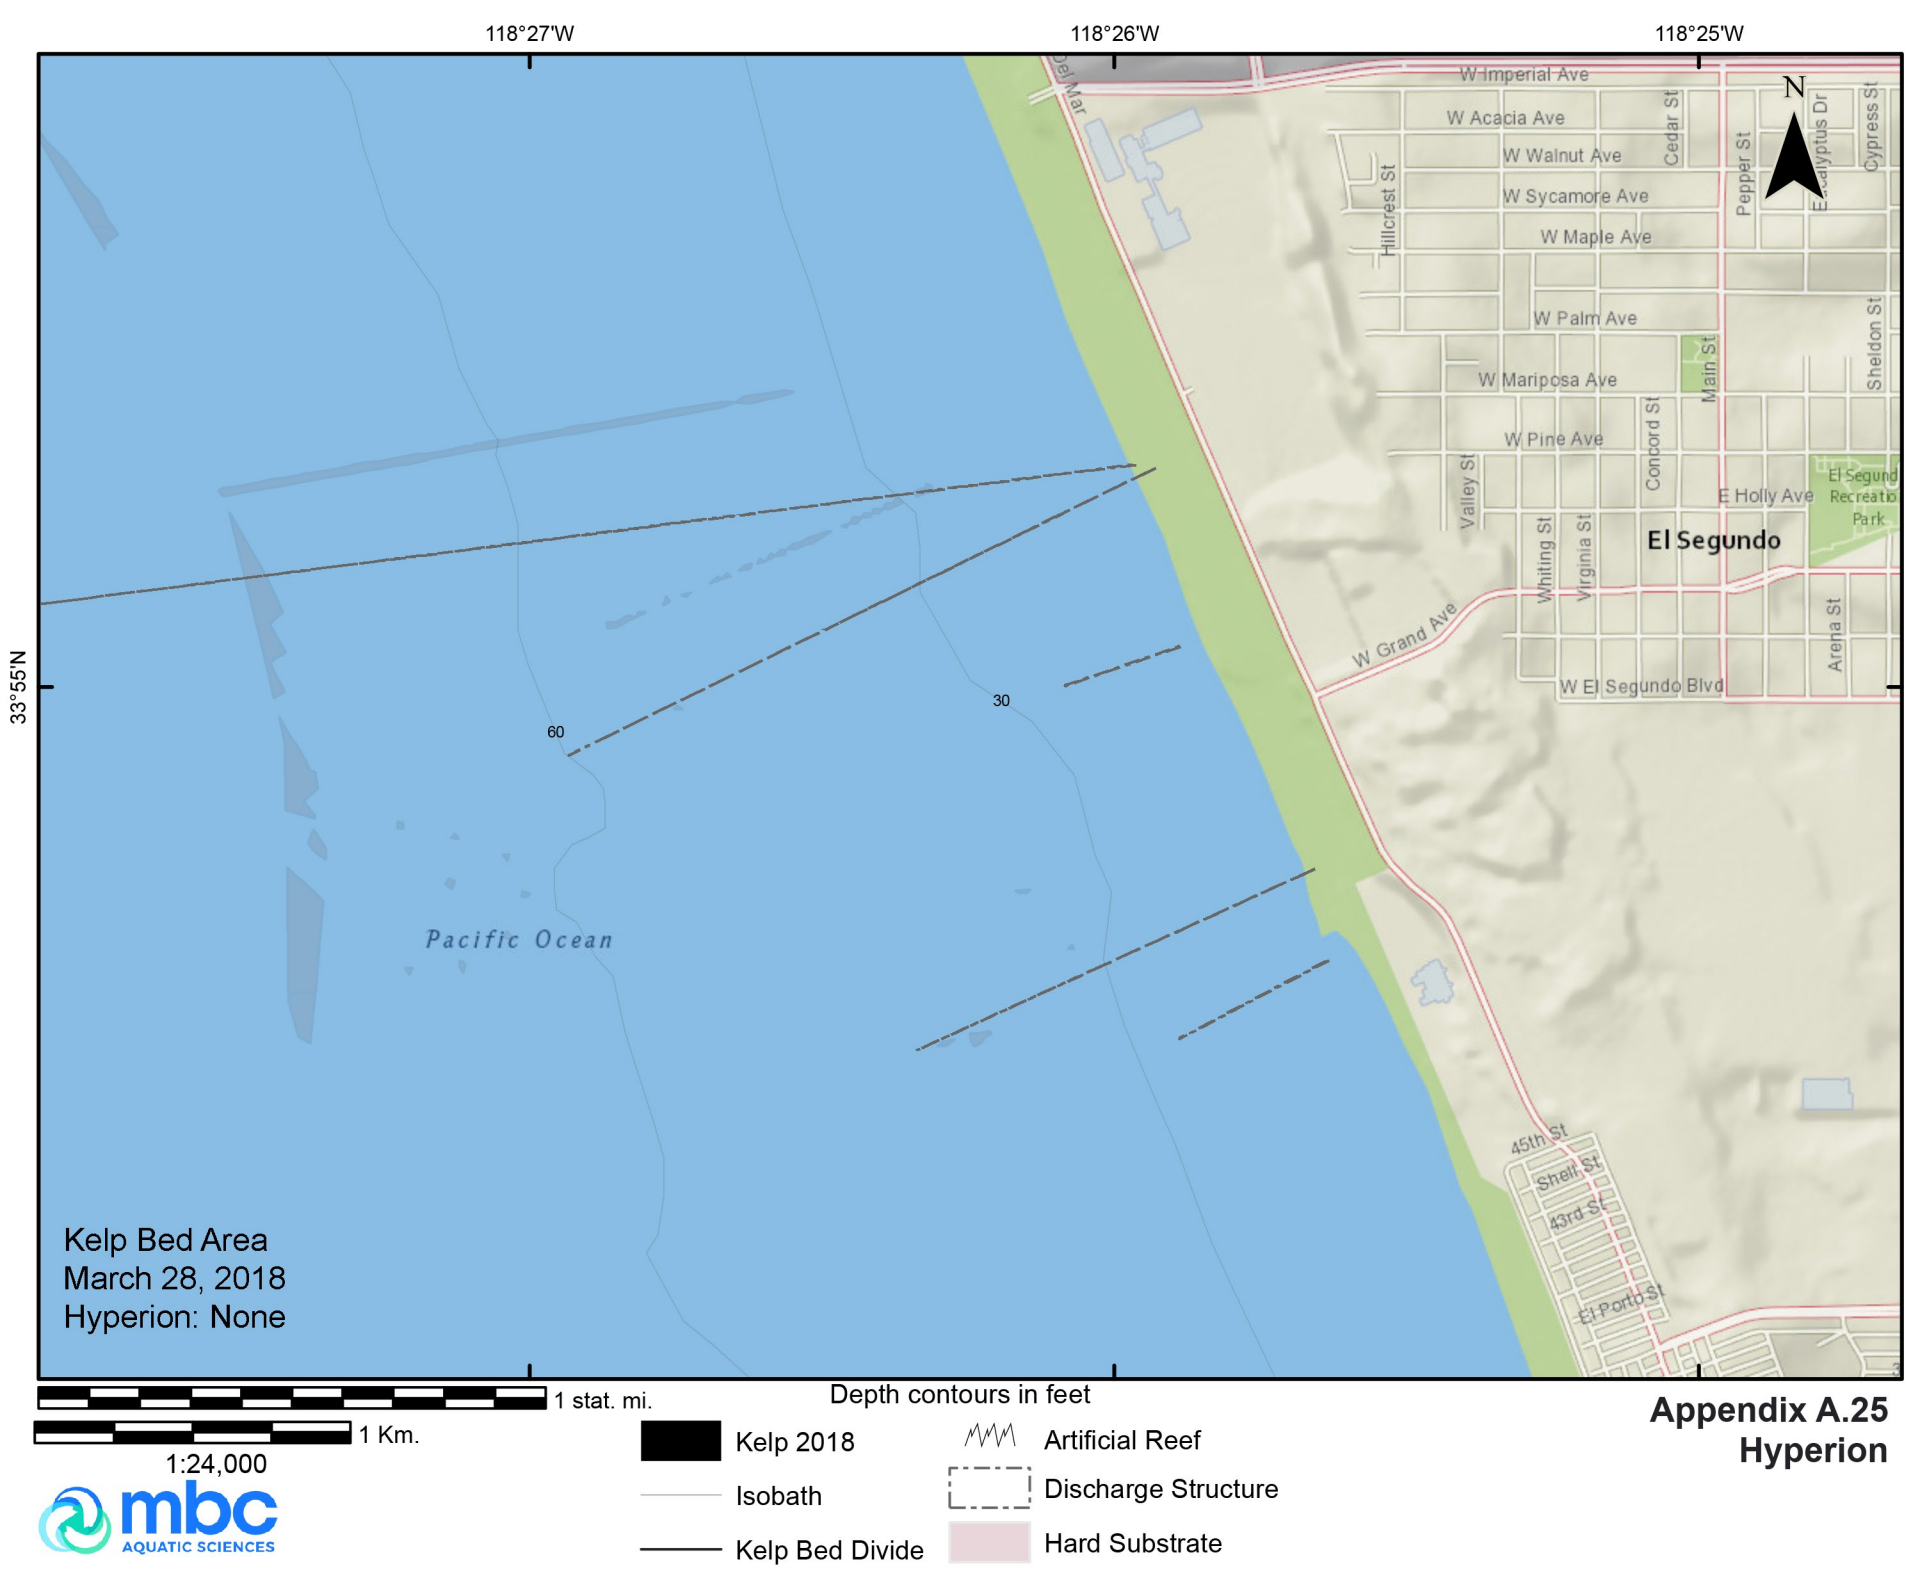 118°27'W
118°26'W
118°25'W
33°55'N
Del Mar
W Imperial Ave
N
W Acacia Ave
Cedar St
Pepper St
Eucalyptus Dr
Cypress St
W Walnut Ave
Hillcrest St
W Sycamore Ave
W Maple Ave
W Palm Ave
Main St
Sheldon St
W Mariposa Ave
Concord St
W Pine Ave
Valley St
El Segund
Recreatio
Park
E Holly Ave
Whiting St
Virginia St
El Segundo
Arena St
W Grand Ave
W El Segundo Blvd
30
60
Pacific Ocean
45th St
Shell St
43rd St
El Porto St
3
Kelp Bed Area
March 28, 2018
Hyperion: None
1 stat. mi.
1 Km.
1:24,000
mbc
AQUATIC SCIENCES
Depth contours in feet
Kelp 2018
Isobath
Kelp Bed Divide
Artificial Reef
Discharge Structure
Hard Substrate
Appendix A.25
Hyperion